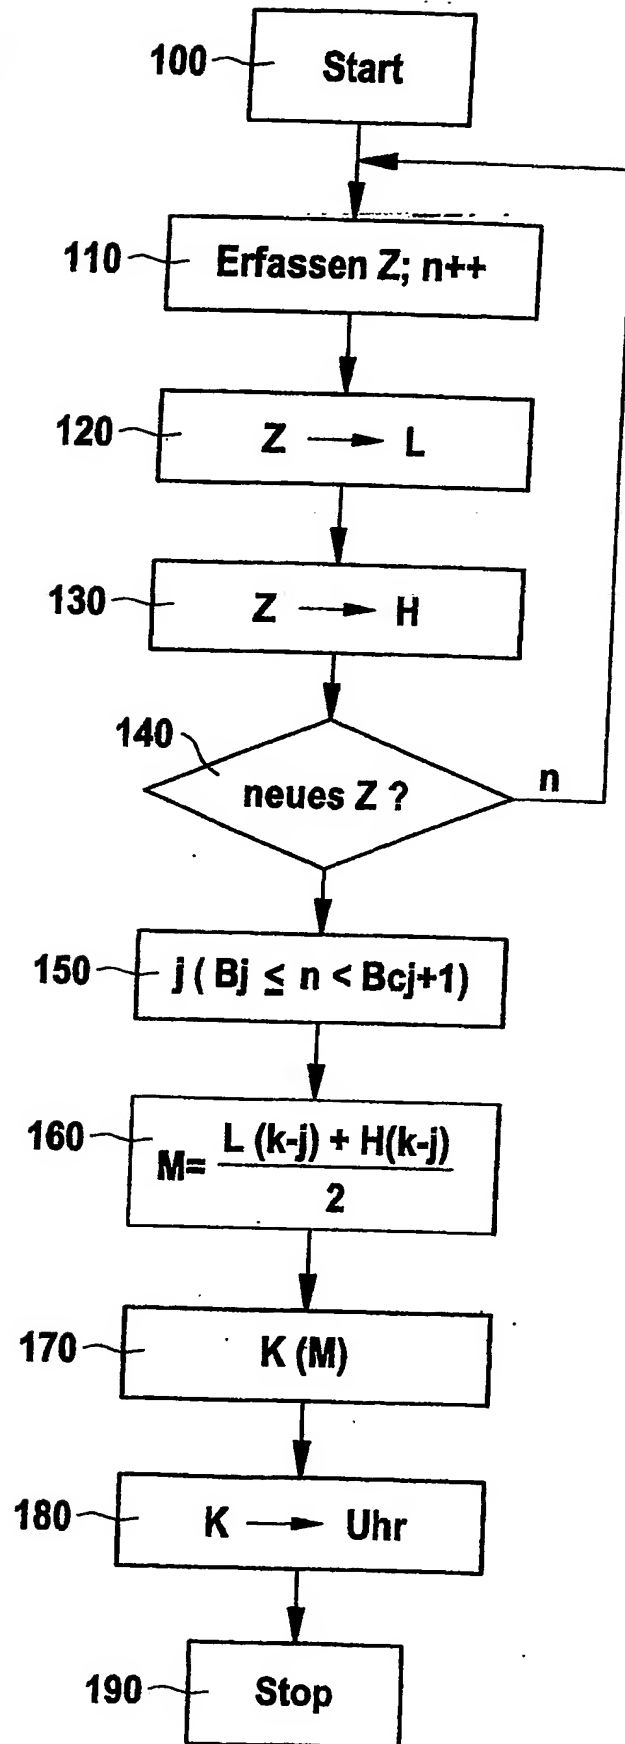 100 Start
110 Erfassen Z; n++
120 Z → L
130 Z → H
140 neues Z ? n
150 j ( Bj ≤ n < Bcj+1)
160 M= L (k-j) + H(k-j)
2
170 K (M)
180 K → Uhr
190 Stop